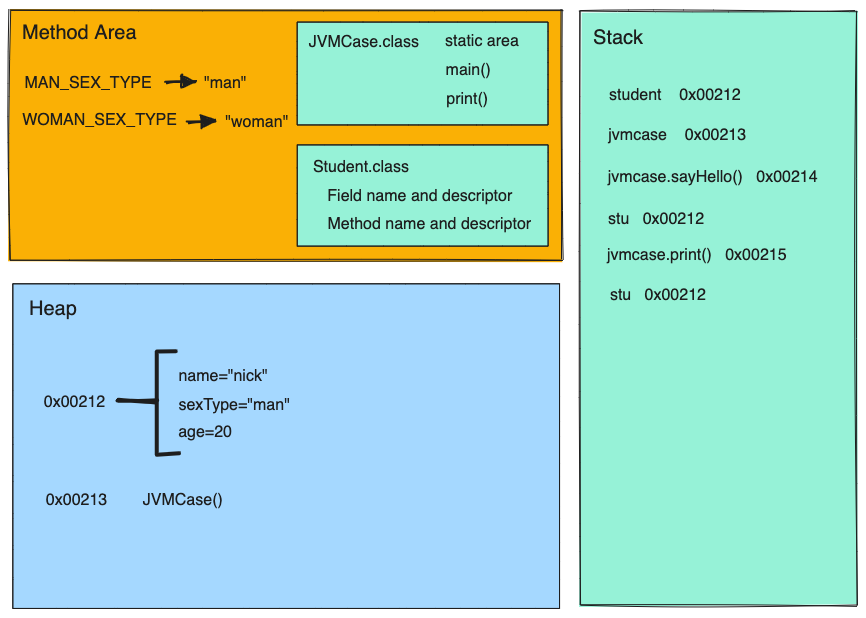 Method Area
MAN_SEX_TYPE "man"
WOMAN_SEX_TYPE "woman"
JVMCase.class static area
main()
print()
Student.class
Field name and descriptor
Method name and descriptor
Heap
0x00212
name="nick"
sexType="man"
age=20
0x00213 JVMCase()
Stack
student 0x00212
jvmcase 0x00213
jvmcase.sayHello() 0x00214
stu 0x00212
jvmcase.print() 0x00215
stu 0x00212